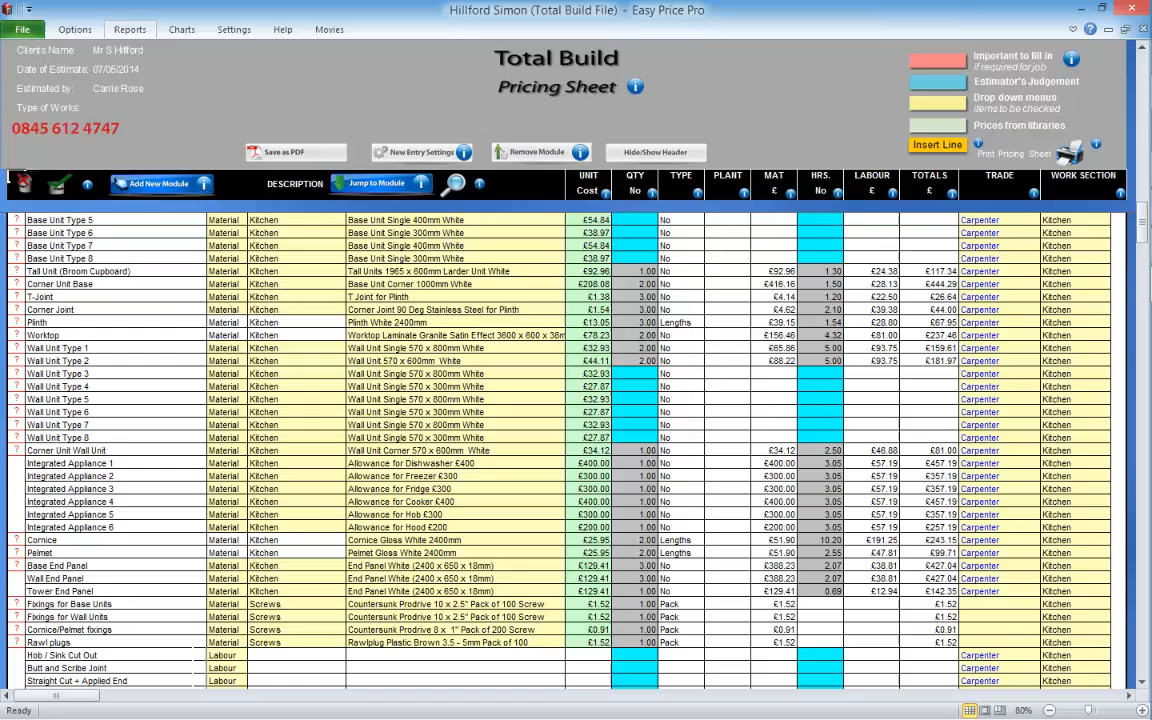 Hillford Simon (Total Build File) - Easy Price Pro
File Options Reports Charts Settings Help Movies
Clients Name: Mr S Hillford
Date of Estimate: 07/05/2014
Estimated by: Carrie Rose
Type of Works:
0845 612 4747
Total Build
Pricing Sheet
Important to fill in
if required for job
Estimator's Judgement
Drop down menus
items to be checked
Prices from libraries
Insert Line
Print Pricing Sheet
Save as PDF New Entry Settings Remove Module Hide/Show Header
Add New Module DESCRIPTION Jump to Module UNIT Cost QTY No TYPE PLANT £ MAT £ HRS. No LABOUR £ TOTALS £ TRADE WORK SECTION
? Base Unit Type 5 Material Kitchen Base Unit Single 400mm White £54.84 No Carpenter Kitchen
? Base Unit Type 6 Material Kitchen Base Unit Single 300mm White £38.97 No Carpenter Kitchen
? Base Unit Type 7 Material Kitchen Base Unit Single 400mm White £54.84 No Carpenter Kitchen
? Base Unit Type 8 Material Kitchen Base Unit Single 300mm White £38.97 No Carpenter Kitchen
? Tall Unit (Broom Cupboard) Material Kitchen Tall Units 1965 x 600mm Larder Unit White £92.96 1.00 No £92.96 1.30 £24.38 £117.34 Carpenter Kitchen
? Corner Unit Base Material Kitchen Base Unit Corner 1000mm White £208.08 2.00 No £416.16 1.50 £28.13 £444.29 Carpenter Kitchen
? T-Joint Material Kitchen T Joint for Plinth £1.38 3.00 No £4.14 1.20 £22.50 £26.64 Carpenter Kitchen
? Corner Joint Material Kitchen Corner Joint 90 Deg Stainless Steel for Plinth £1.54 3.00 No £4.62 2.10 £39.38 £44.00 Carpenter Kitchen
? Plinth Material Kitchen Plinth White 2400mm £13.05 3.00 Lengths £39.15 1.54 £28.80 £67.95 Carpenter Kitchen
? Worktop Material Kitchen Worktop Laminate Granite Satin Effect 3600 x 600 x 38m £78.23 2.00 No £156.46 4.32 £81.00 £237.46 Carpenter Kitchen
? Wall Unit Type 1 Material Kitchen Wall Unit Single 570 x 800mm White £32.93 2.00 No £65.86 5.00 £93.75 £159.61 Carpenter Kitchen
? Wall Unit Type 2 Material Kitchen Wall Unit 570 x 600mm White £44.11 2.00 No £88.22 5.00 £93.75 £181.97 Carpenter Kitchen
? Wall Unit Type 3 Material Kitchen Wall Unit Single 570 x 800mm White £32.93 No Carpenter Kitchen
? Wall Unit Type 4 Material Kitchen Wall Unit Single 570 x 300mm White £27.87 No Carpenter Kitchen
? Wall Unit Type 5 Material Kitchen Wall Unit Single 570 x 800mm White £32.93 No Carpenter Kitchen
? Wall Unit Type 6 Material Kitchen Wall Unit Single 570 x 300mm White £27.87 No Carpenter Kitchen
? Wall Unit Type 7 Material Kitchen Wall Unit Single 570 x 800mm White £32.93 No Carpenter Kitchen
? Wall Unit Type 8 Material Kitchen Wall Unit Single 570 x 300mm White £27.87 No Carpenter Kitchen
? Corner Unit Wall Unit Material Kitchen Wall Unit Corner 570 x 600mm White £34.12 1.00 No £34.12 2.50 £46.88 £81.00 Carpenter Kitchen
Integrated Appliance 1 Material Kitchen Allowance for Dishwasher £400 £400.00 1.00 No £400.00 3.05 £57.19 £457.19 Carpenter Kitchen
Integrated Appliance 2 Material Kitchen Allowance for Freezer £300 £300.00 1.00 No £300.00 3.05 £57.19 £357.19 Carpenter Kitchen
Integrated Appliance 3 Material Kitchen Allowance for Fridge £300 £300.00 1.00 No £300.00 3.05 £57.19 £357.19 Carpenter Kitchen
Integrated Appliance 4 Material Kitchen Allowance for Cooker £400 £400.00 1.00 No £400.00 3.05 £57.19 £457.19 Carpenter Kitchen
Integrated Appliance 5 Material Kitchen Allowance for Hob £300 £300.00 1.00 No £300.00 3.05 £57.19 £357.19 Carpenter Kitchen
Integrated Appliance 6 Material Kitchen Allowance for Hood £200 £200.00 1.00 No £200.00 3.05 £57.19 £257.19 Carpenter Kitchen
? Cornice Material Kitchen Cornice Gloss White 2400mm £25.95 2.00 Lengths £51.90 10.20 £191.25 £243.15 Carpenter Kitchen
? Pelmet Material Kitchen Pelmet Gloss White 2400mm £25.95 2.00 Lengths £51.90 2.55 £47.81 £99.71 Carpenter Kitchen
? Base End Panel Material Kitchen End Panel White (2400 x 650 x 18mm) £129.41 3.00 No £388.23 2.07 £38.81 £427.04 Carpenter Kitchen
? Wall End Panel Material Kitchen End Panel White (2400 x 650 x 18mm) £129.41 3.00 No £388.23 2.07 £38.81 £427.04 Carpenter Kitchen
? Tower End Panel Material Kitchen End Panel White (2400 x 650 x 18mm) £129.41 1.00 No £129.41 0.69 £12.94 £142.35 Carpenter Kitchen
? Fixings for Base Units Material Screws Countersunk Prodrive 10 x 2.5" Pack of 100 Screw £1.52 1.00 Pack £1.52 £1.52 Kitchen
? Fixings for Wall Units Material Screws Countersunk Prodrive 10 x 2.5" Pack of 100 Screw £1.52 1.00 Pack £1.52 £1.52 Kitchen
? Cornice/Pelmet fixings Material Screws Countersunk Prodrive 8 x 1" Pack of 200 Screw £0.91 1.00 Pack £0.91 £0.91 Kitchen
? Rawl plugs Material Screws Rawlplug Plastic Brown 3.5 - 5mm Pack of 100 £1.52 1.00 Pack £1.52 £1.52 Kitchen
Hob / Sink Cut Out Labour Carpenter Kitchen
Butt and Scribe Joint Labour Carpenter Kitchen
Straight Cut + Applied End Labour Carpenter Kitchen
Ready 80%